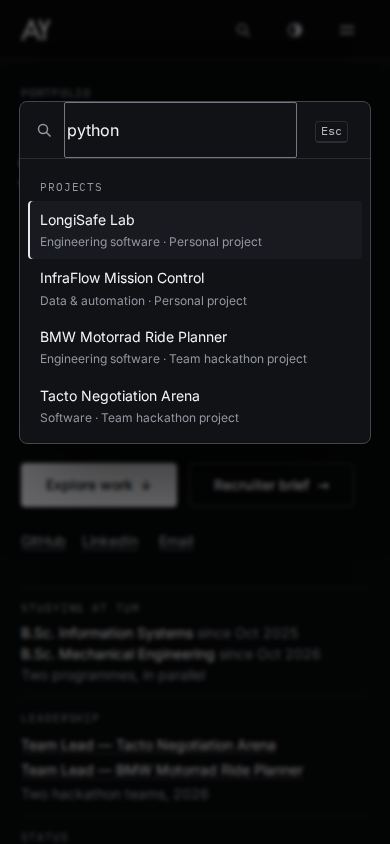 AY
PORTFOLIO
python
Esc
PROJECTS
LongiSafe Lab
Engineering software · Personal project
InfraFlow Mission Control
Data & automation · Personal project
BMW Motorrad Ride Planner
Engineering software · Team hackathon project
Tacto Negotiation Arena
Software · Team hackathon project
Explore work ↓
Recruiter brief →
GitHub LinkedIn Email
STUDYING AT TUM
B.Sc. Information Systems since Oct 2025
B.Sc. Mechanical Engineering since Oct 2026
Two programmes, in parallel
LEADERSHIP
Team Lead — Tacto Negotiation Arena
Team Lead — BMW Motorrad Ride Planner
Two hackathon teams, 2026
STATUS